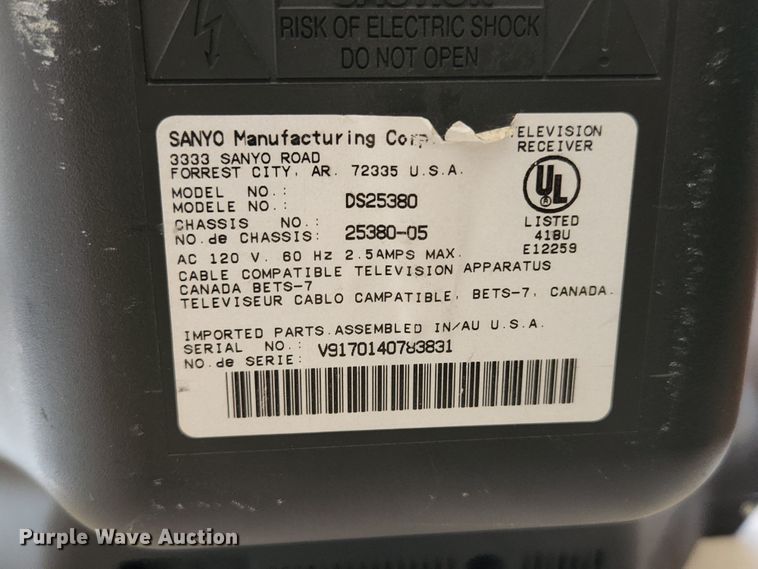 RISK OF ELECTRIC SHOCK
DO NOT OPEN
SANYO Manufacturing Corp.
3333 SANYO ROAD
FORREST CITY, AR. 72335 U.S.A.
TELEVISION
RECEIVER
MODEL NO.:
MODELE NO.: DS25380
CHASSIS NO.:
NO.de CHASSIS: 25380-05
UL
LISTED
418U
E12259
AC 120 V. 60 Hz 2.5AMPS MAX.
CABLE COMPATIBLE TELEVISION APPARATUS
CANADA BETS-7
TELEVISEUR CABLO CAMPATIBLE, BETS-7, CANADA.
IMPORTED PARTS.ASSEMBLED IN/AU U.S.A.
SERIAL NO.:
NO.de SERIE: V9170140783831
Purple Wave Auction